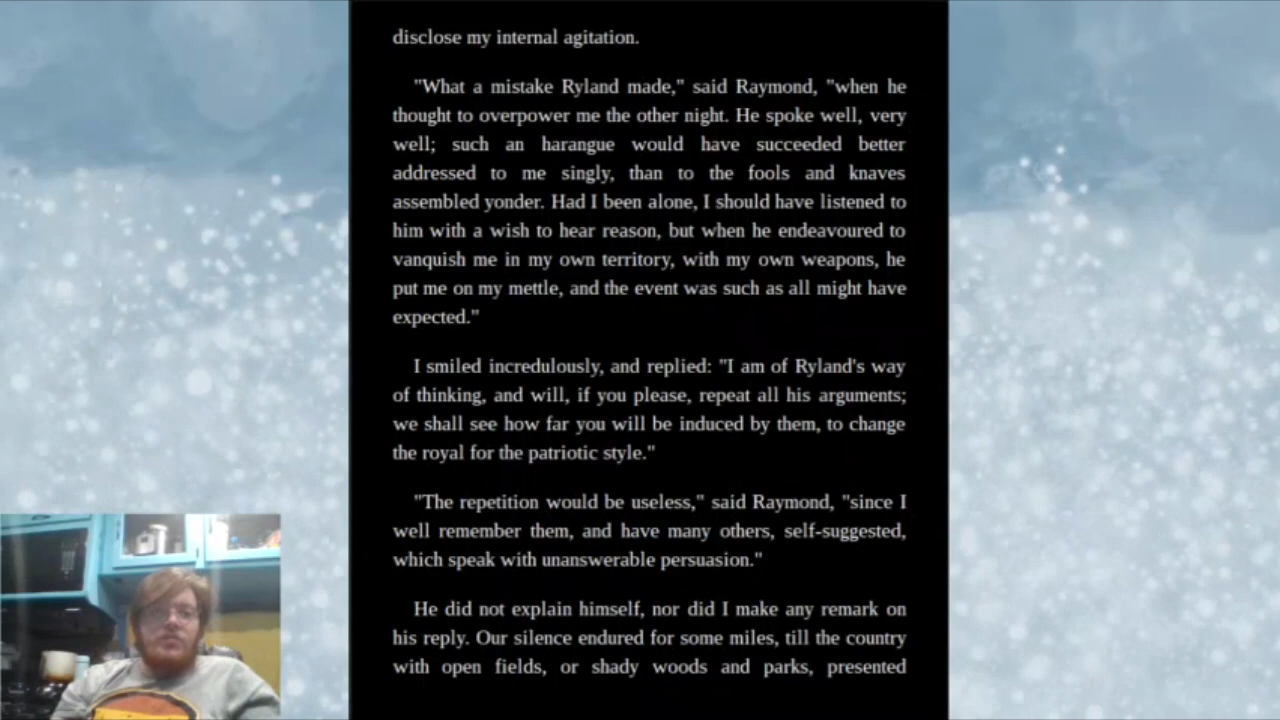 disclose my internal agitation.
"What a mistake Ryland made," said Raymond, "when he
thought to overpower me the other night. He spoke well, very
well; such an harangue would have succeeded better
addressed to me singly, than to the fools and knaves
assembled yonder. Had I been alone, I should have listened to
him with a wish to hear reason, but when he endeavoured to
vanquish me in my own territory, with my own weapons, he
put me on my mettle, and the event was such as all might have
expected."
I smiled incredulously, and replied: "I am of Ryland's way
of thinking, and will, if you please, repeat all his arguments;
we shall see how far you will be induced by them, to change
the royal for the patriotic style."
"The repetition would be useless," said Raymond, "since I
well remember them, and have many others, self-suggested,
which speak with unanswerable persuasion."
He did not explain himself, nor did I make any remark on
his reply. Our silence endured for some miles, till the country
with open fields, or shady woods and parks, presented